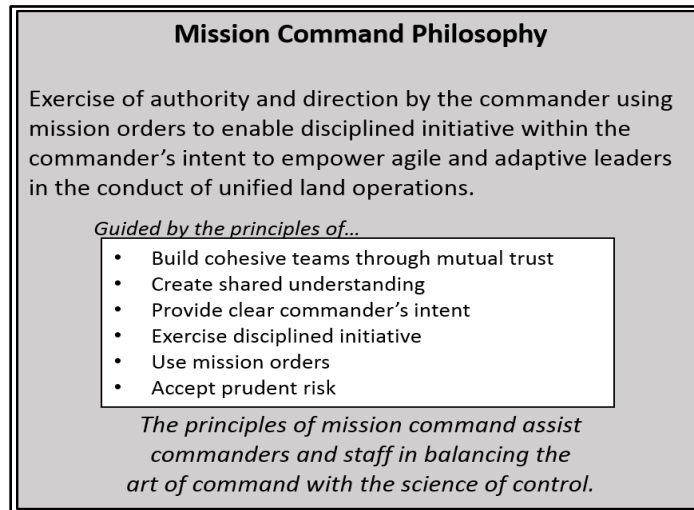 Mission Command Philosophy
Exercise of authority and direction by the commander using
mission orders to enable disciplined initiative within the
commander’s intent to empower agile and adaptive leaders
in the conduct of unified land operations.
Guided by the principles of...
• Build cohesive teams through mutual trust
• Create shared understanding
• Provide clear commander’s intent
• Exercise disciplined initiative
• Use mission orders
• Accept prudent risk
The principles of mission command assist
commanders and staff in balancing the
art of command with the science of control.